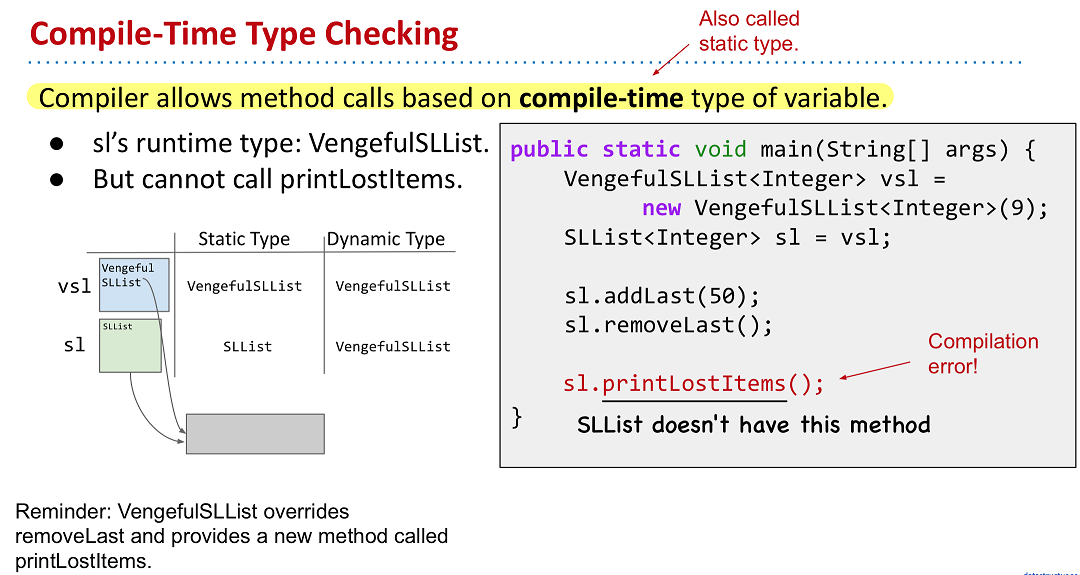 Compile-Time Type Checking
Also called
static type.
Compiler allows method calls based on compile-time type of variable.
● sl’s runtime type: VengefulSLList.
● But cannot call printLostItems.
Static Type
Dynamic Type
vsl
Vengeful
SLList
VengefulSLList
VengefulSLList
sl
SLList
SLList
VengefulSLList
public static void main(String[] args) {
VengefulSLList<Integer> vsl =
new VengefulSLList<Integer>(9);
SLList<Integer> sl = vsl;
sl.addLast(50);
sl.removeLast();
Compilation
error!
sl.printLostItems();
}
SLList doesn't have this method
Reminder: VengefulSLList overrides
removeLast and provides a new method called
printLostItems.